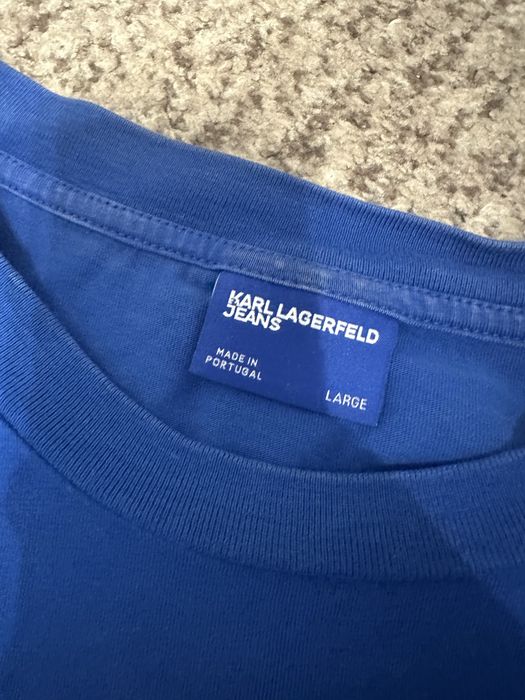 KARL LAGERFELD
JEANS
MADE IN
PORTUGAL
LARGE